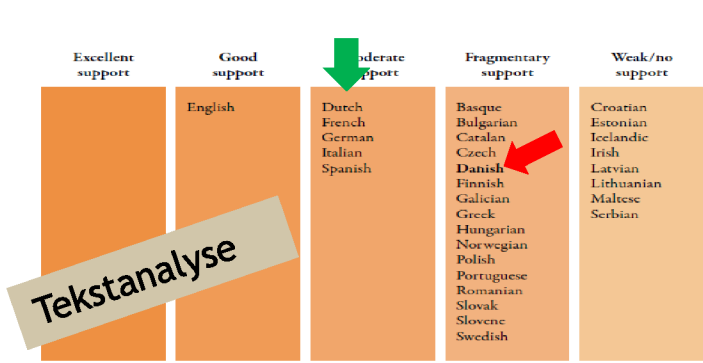 Excellent
support
Good
support
English
oderate
pport
Dutch
French
German
Italian
Spanish
Fragmentary
support
Basque
Bulgarian
Catalan
Czech
Danish
Finnish
Galician
Greek
Hungarian
Norwegian
Polish
Portuguese
Romanian
Slovak
Slovene
Swedish
Weak/no
support
Croatian
Estonian
Icelandic
Irish
Latvian
Lithuanian
Maltese
Serbian
Tekstanalyse